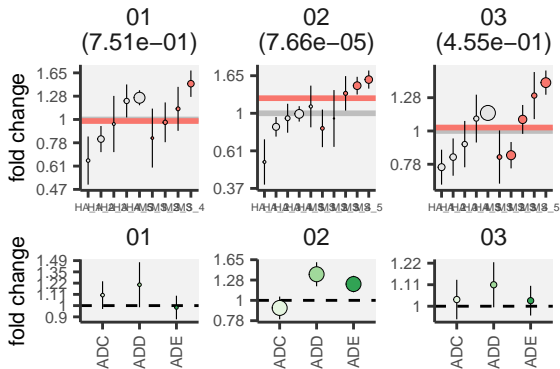 01
(7.51e−01)
02
(7.66e−05)
03
(4.55e−01)
fold change
1.65
1.28
1
0.78
0.61
0.47
1.65
1
0.61
0.37
1.28
1
0.78
01
02
03
fold change
1.49
1.35
1.22
1.11
1
0.9
1.65
1.28
1
0.78
1.22
1.11
1
ADC
ADD
ADE
ADC
ADD
ADE
ADC
ADD
ADE